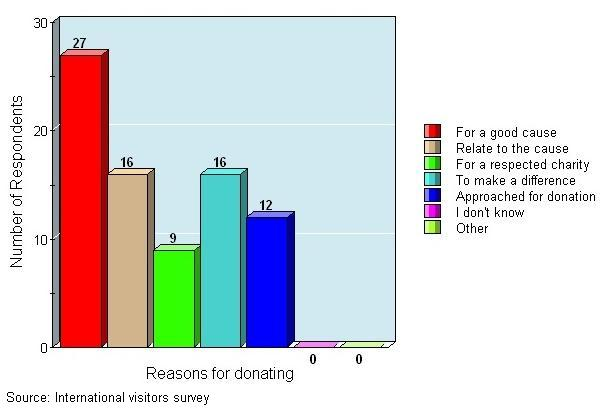 30
20
10
0
Number of Respondents
27
16
9
16
12
0
0
Reasons for donating
For a good cause
Relate to the cause
For a respected charity
To make a difference
Approached for donation
I don't know
Other
Source: International visitors survey